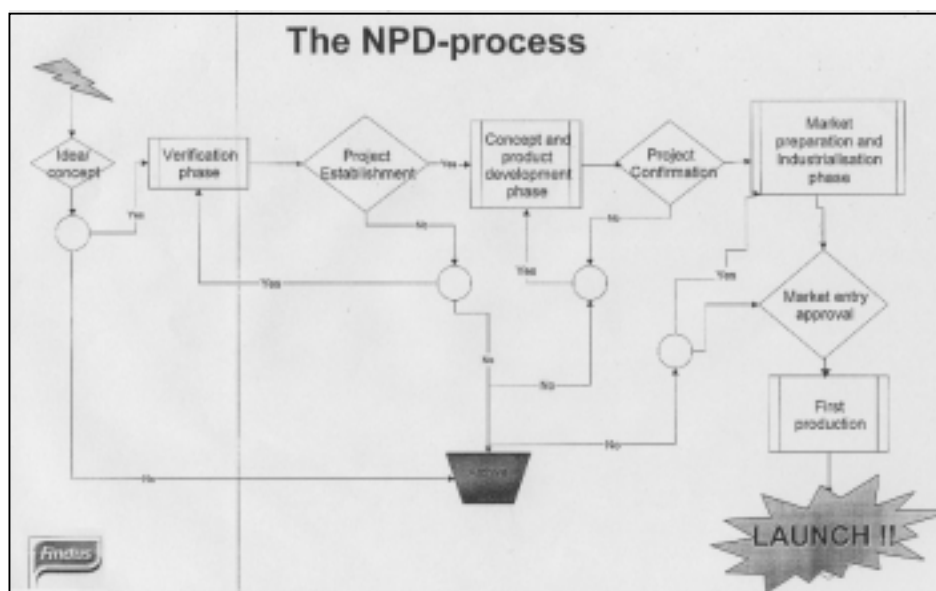 The NPD-process
Idea/
concept
Yes
Verification
phase
Project
Establishment
Yes
Concept and
product
development
phase
Project
Confirmation
Market
preparation and
Industrialisation
phase
No
No
Yes
Yes
Yes
Market entry
approval
No
No
No
First
production
No
LAUNCH !!
Findus